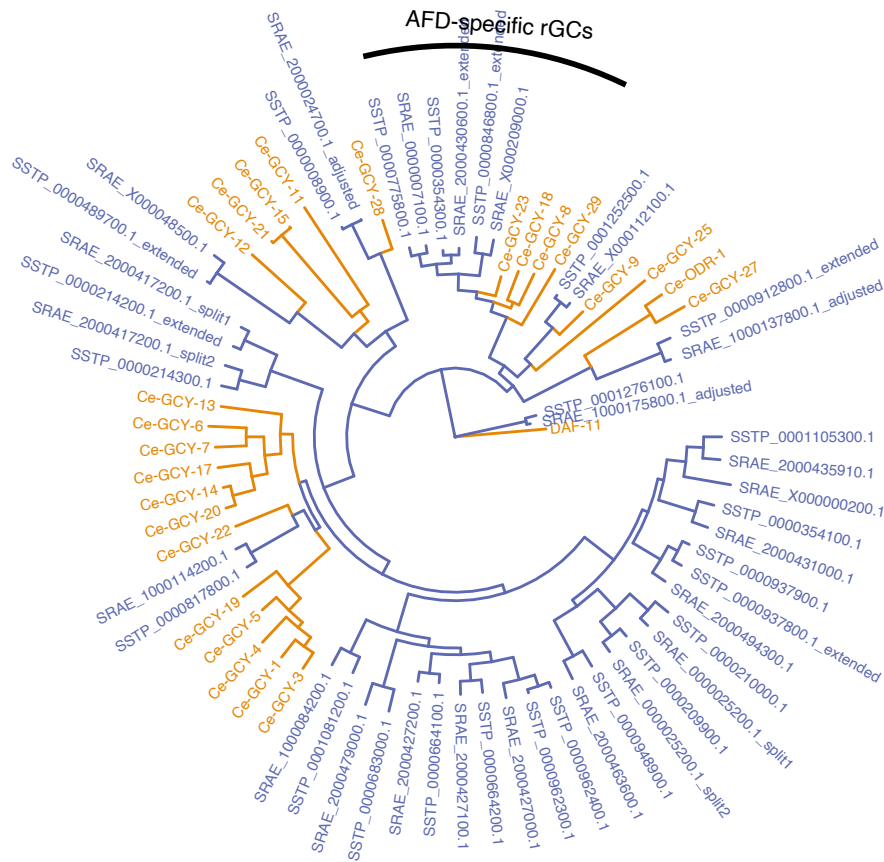 AFD-specific rGCs
SRAE_2000024700.1_adjusted
SSTP_0000008900.1
Ce-GCY-28
SSTP_0000775800.1
SRAE_0000007100.1
SSTP_0000354300.1
SRAE_2000430600.1_extended
SSTP_0000846800.1_extended
SRAE_X000209000.1
Ce-GCY-23
Ce-GCY-18
Ce-GCY-8
Ce-GCY-29
SSTP_0001252500.1
SRAE_X000112100.1
Ce-GCY-9
Ce-GCY-25
Ce-ODR-1
Ce-GCY-27
SSTP_0000912800.1_extended
SRAE_1000137800.1_adjusted
SSTP_0001276100.1
SRAE_1000175800.1_adjusted
DAF-11
SSTP_0001105300.1
SRAE_2000435910.1
SRAE_X000000200.1
SSTP_0000354100.1
SRAE_2000431000.1
SSTP_0000937900.1
SSTP_0000937800.1_extended
SRAE_2000494300.1
SSTP_0000210000.1
SRAE_0000025200.1_split1
SSTP_0000209900.1
SRAE_0000025200.1_split2
SSTP_0000948900.1
SRAE_2000463600.1
SSTP_0000962400.1
SSTP_0000962300.1
SRAE_2000427000.1
SSTP_0000664200.1
SRAE_2000427100.1
SSTP_0000664100.1
SRAE_2000427200.1
SSTP_0000683000.1
SRAE_2000479000.1
SSTP_0001081200.1
SRAE_1000084200.1
Ce-GCY-3
Ce-GCY-1
Ce-GCY-4
Ce-GCY-5
Ce-GCY-19
SSTP_0000817800.1
SRAE_1000114200.1
Ce-GCY-22
Ce-GCY-20
Ce-GCY-14
Ce-GCY-17
Ce-GCY-7
Ce-GCY-6
Ce-GCY-13
SSTP_0000214300.1
SRAE_2000417200.1_split2
SSTP_0000214200.1_extended
SRAE_2000417200.1_split1
SSTP_0000489700.1_extended
SRAE_X000048500.1
Ce-GCY-12
Ce-GCY-21
Ce-GCY-15
Ce-GCY-11